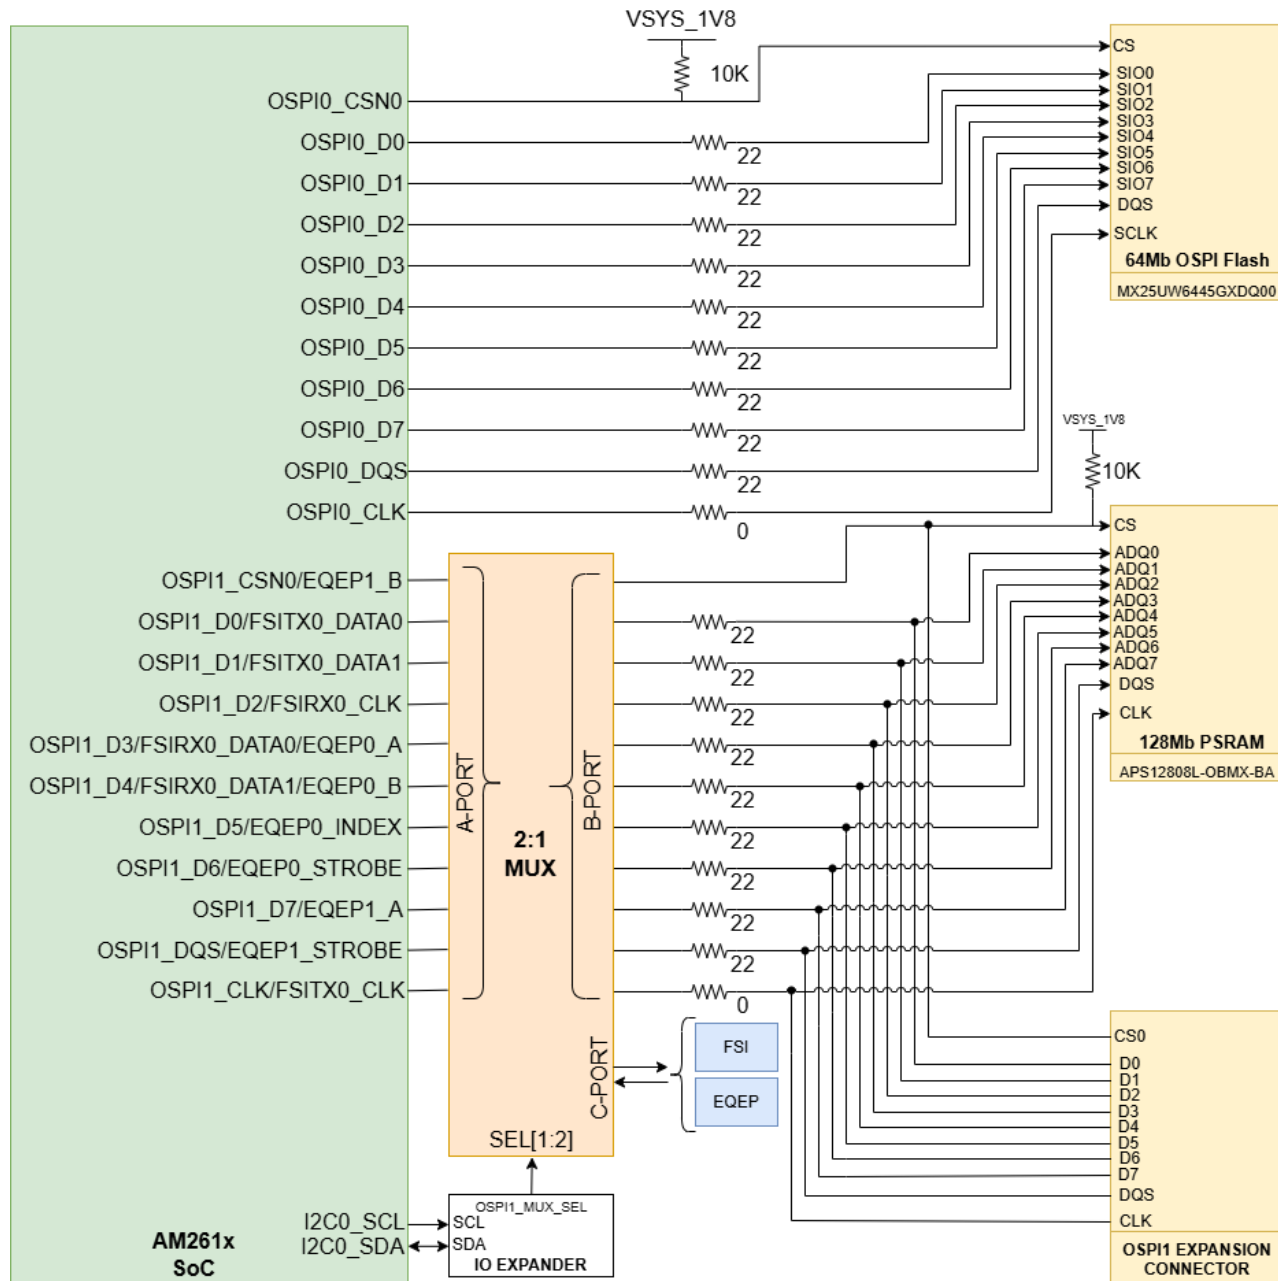 VSYS_1V8
10K
OSPI0_CSN0
OSPI0_D0
22
OSPI0_D1
22
OSPI0_D2
22
OSPI0_D3
22
OSPI0_D4
22
OSPI0_D5
22
OSPI0_D6
22
OSPI0_D7
22
OSPI0_DQS
22
OSPI0_CLK
0
CS
SIO0
SIO1
SIO2
SIO3
SIO4
SIO5
SIO6
SIO7
DQS
SCLK
64Mb OSPI Flash
MX25UW6445GXDQ00
VSYS_1V8
10K
OSPI1_CSN0/EQEP1_B
OSPI1_D0/FSITX0_DATA0
OSPI1_D1/FSITX0_DATA1
OSPI1_D2/FSIRX0_CLK
OSPI1_D3/FSIRX0_DATA0/EQEP0_A
OSPI1_D4/FSIRX0_DATA1/EQEP0_B
OSPI1_D5/EQEP0_INDEX
OSPI1_D6/EQEP0_STROBE
OSPI1_D7/EQEP1_A
OSPI1_DQS/EQEP1_STROBE
OSPI1_CLK/FSITX0_CLK
A-PORT
2:1
MUX
B-PORT
C-PORT
SEL[1:2]
22
22
22
22
22
22
22
22
22
0
CS
ADQ0
ADQ1
ADQ2
ADQ3
ADQ4
ADQ5
ADQ6
ADQ7
DQS
CLK
128Mb PSRAM
APS12808L-OBMX-BA
FSI
EQEP
CS0
D0
D1
D2
D3
D4
D5
D6
D7
DQS
CLK
OSPI1 EXPANSION
CONNECTOR
OSPI1_MUX_SEL
I2C0_SCL
SCL
I2C0_SDA
SDA
IO EXPANDER
AM261x
SoC